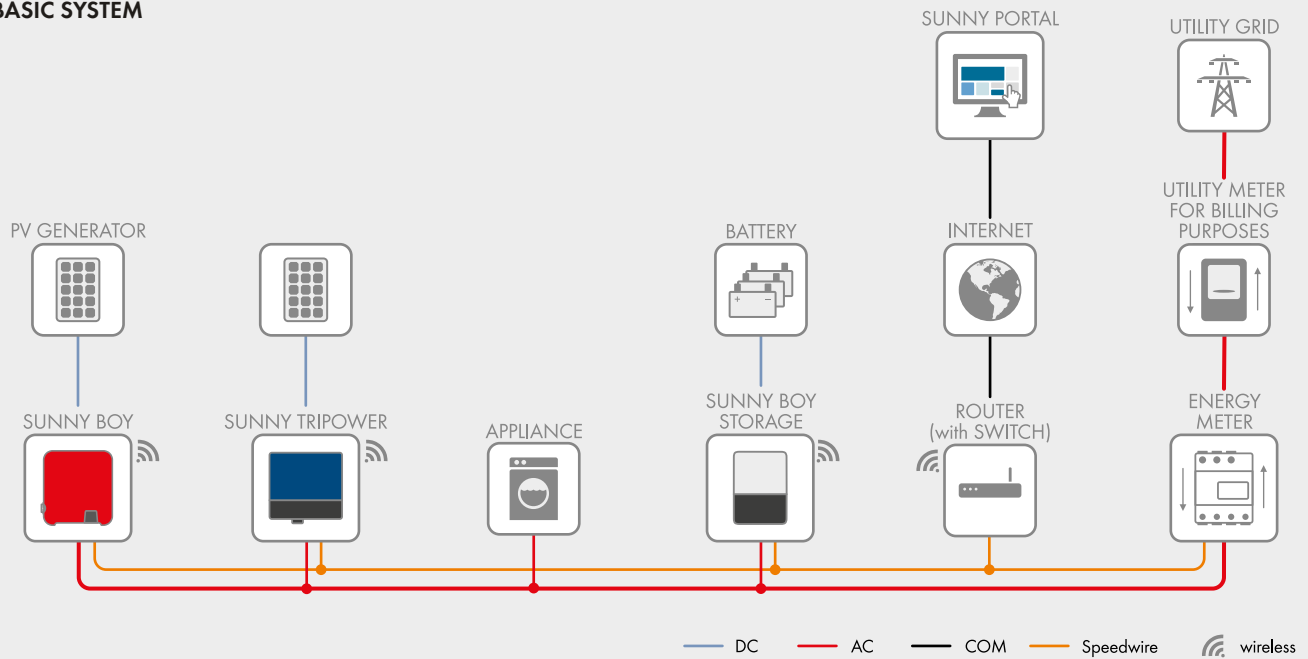 BASIC SYSTEM
SUNNY PORTAL
UTILITY GRID
UTILITY METER
FOR BILLING
PURPOSES
PV GENERATOR
BATTERY
INTERNET
SUNNY BOY
SUNNY TRIPOWER
APPLIANCE
SUNNY BOY
STORAGE
ROUTER
(with SWITCH)
ENERGY
METER
DC
AC
COM
Speedwire
wireless